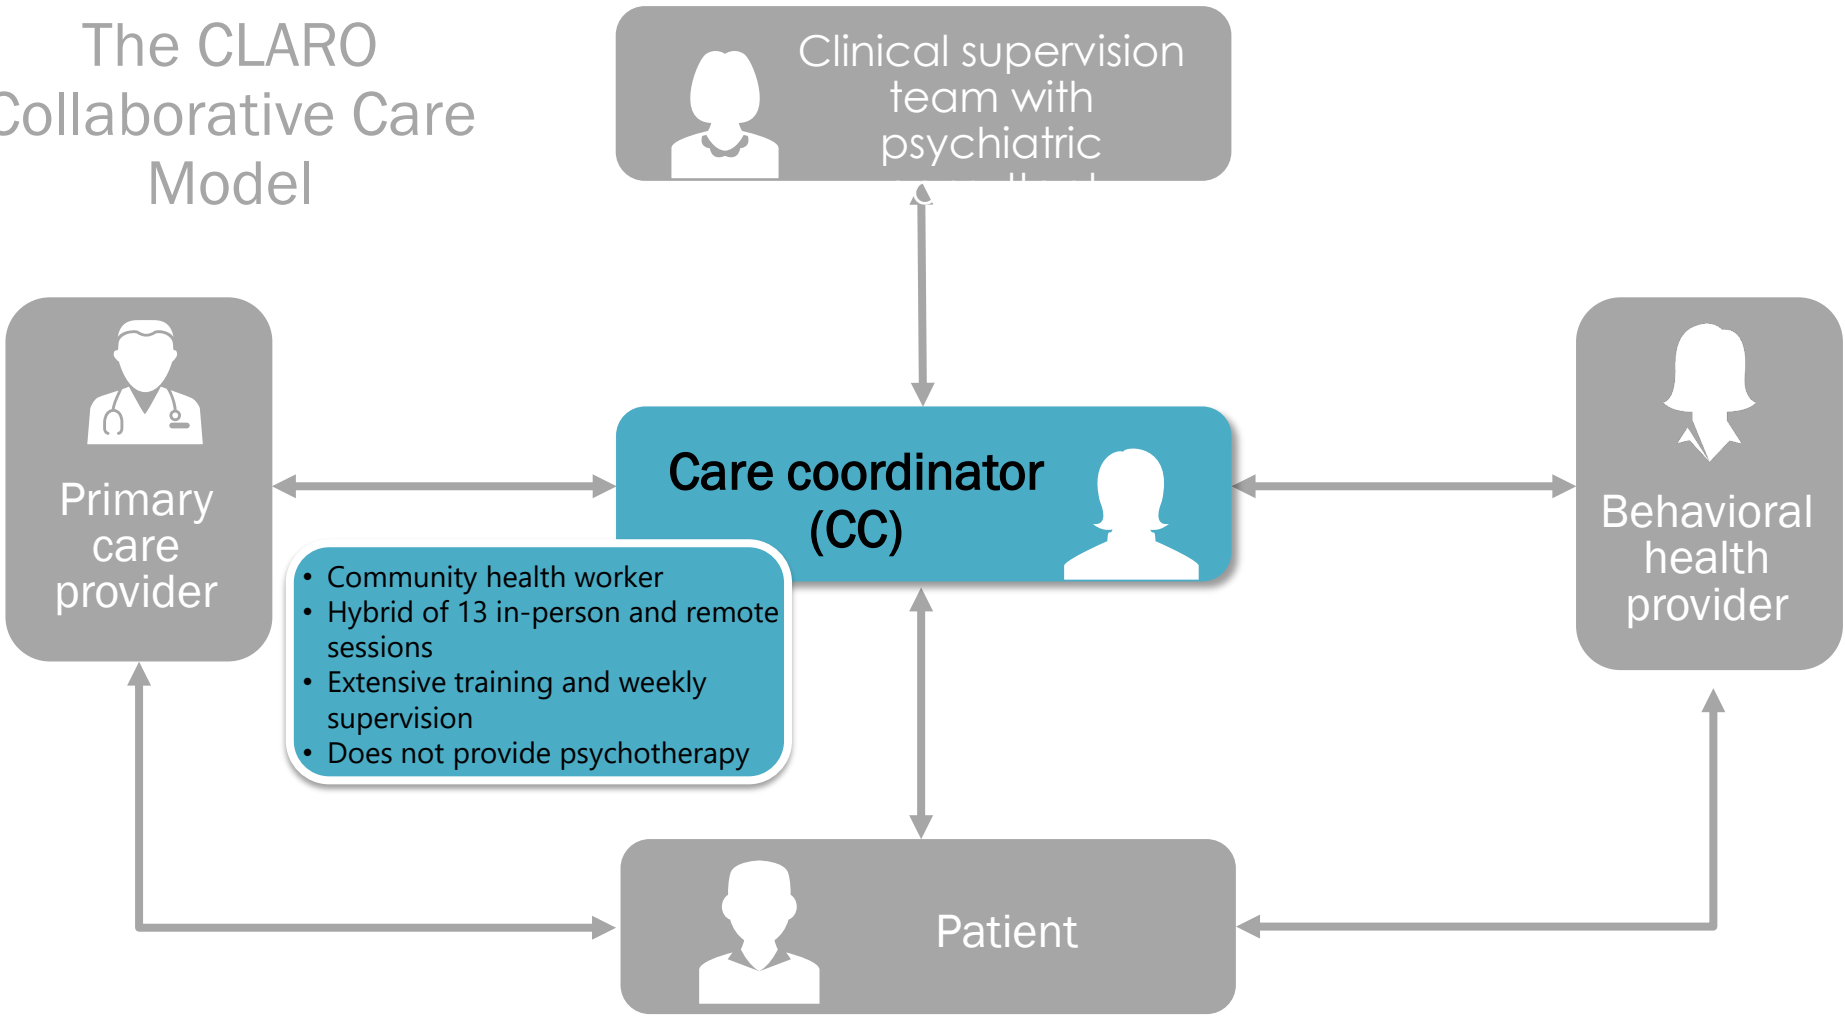 The CLARO
Collaborative Care
Model
Clinical supervision
team with
psychiatric
Primary
care
provider
Care coordinator
(CC)
• Community health worker
• Hybrid of 13 in-person and remote
sessions
• Extensive training and weekly
supervision
• Does not provide psychotherapy
Behavioral
health
provider
Patient